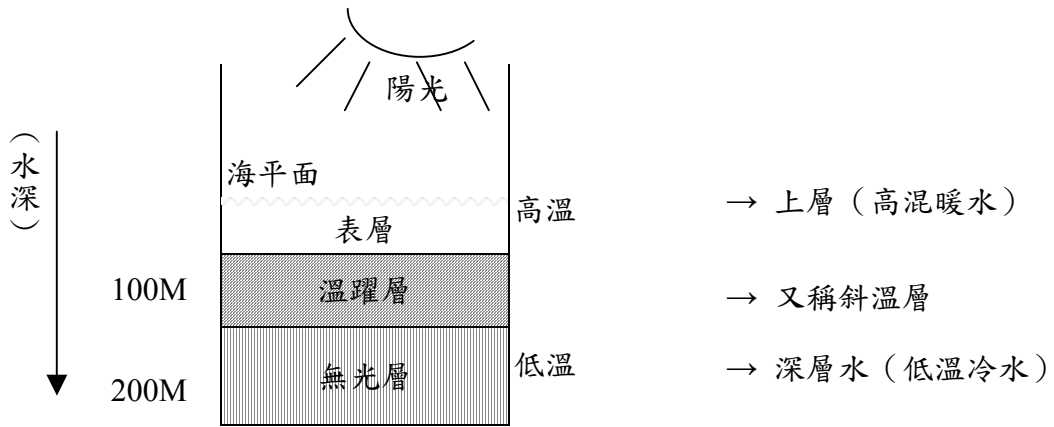 陽光
（水深）
海平面
高溫
→ 上層（高混暖水）
表層
100M
溫躍層
→ 又稱斜溫層
低溫
→ 深層水（低溫冷水）
無光層
200M